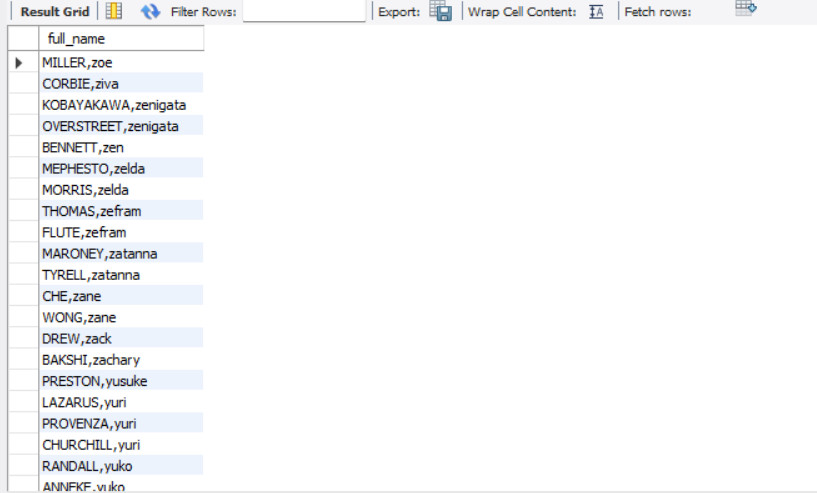 Result Grid Filter Rows: Export: Wrap Cell Content: Fetch rows:
full_name
MILLER,zoe
CORBIE,ziva
KOBAYAKAWA,zenigata
OVERSTREET,zenigata
BENNETT,zen
MEPHESTO,zelda
MORRIS,zelda
THOMAS,zefram
FLUTE,zefram
MARONEY,zatanna
TYRELL,zatanna
CHE,zane
WONG,zane
DREW,zack
BAKSHI,zachary
PRESTON,yusuke
LAZARUS,yuri
PROVENZA,yuri
CHURCHILL,yuri
RANDALL,yuko
ANNEKE,yuko